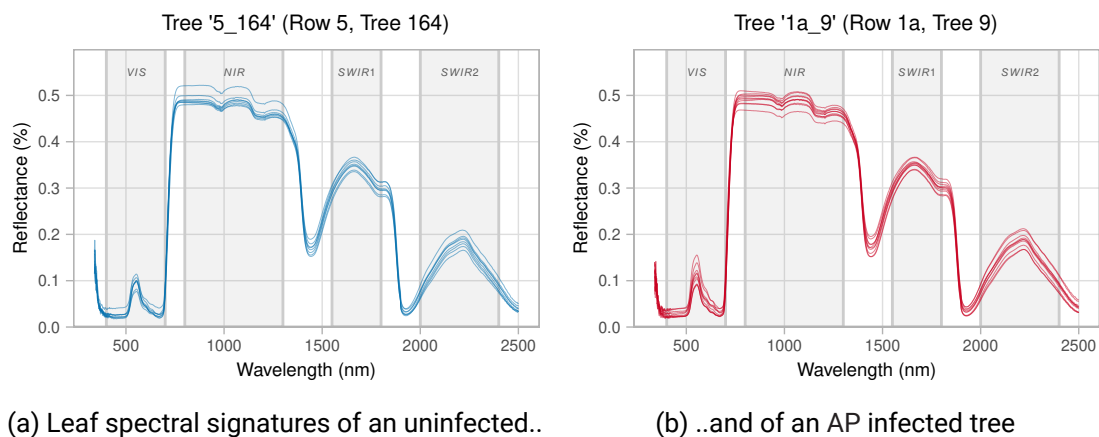 Tree '5_164' (Row 5, Tree 164)
VIS
NIR
SWIR1
SWIR2
0.5
0.4
0.3
0.2
0.1
0.0
Reflectance (%)
500
1000
1500
2000
2500
Wavelength (nm)
(a) Leaf spectral signatures of an uninfected..
Tree '1a_9' (Row 1a, Tree 9)
VIS
NIR
SWIR1
SWIR2
0.5
0.4
0.3
0.2
0.1
0.0
Reflectance (%)
500
1000
1500
2000
2500
Wavelength (nm)
(b) ..and of an AP infected tree